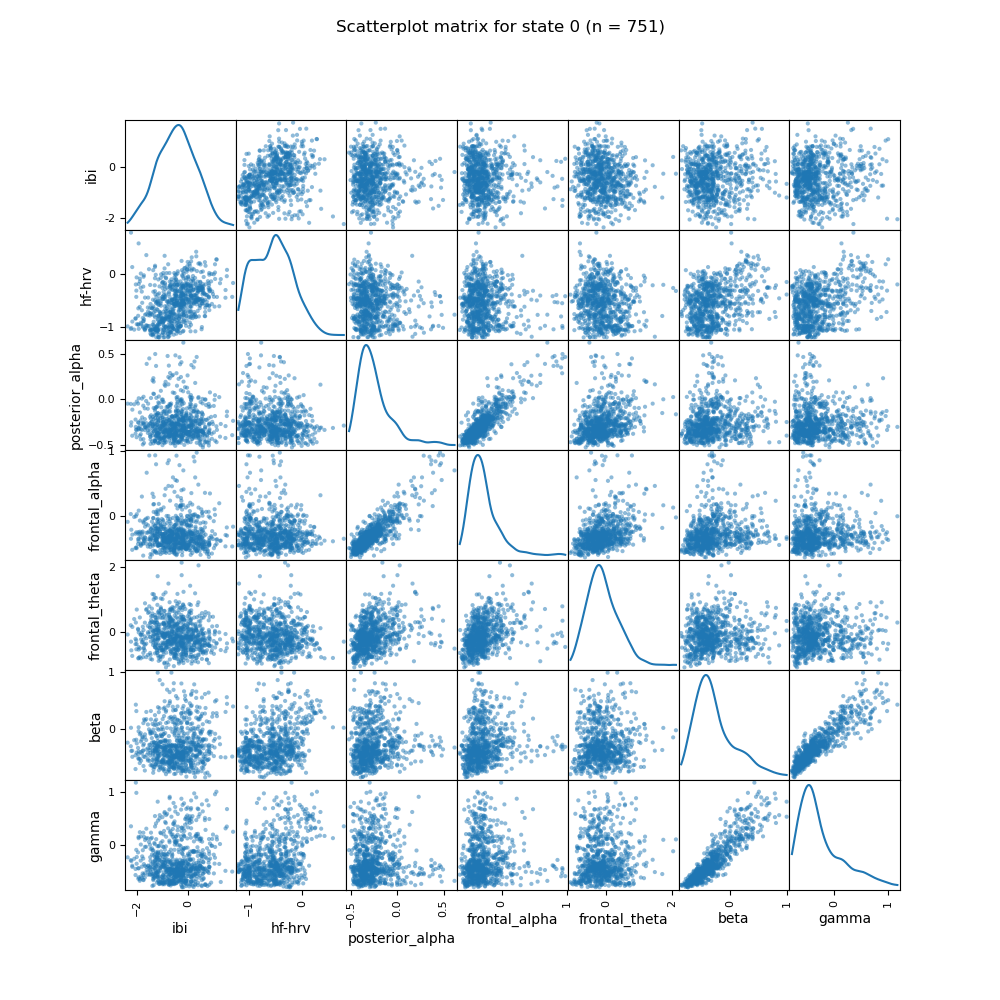 Scatterplot matrix for state 0 (n = 751)
ibi
0
-2
hf-hrv
0
−1
posterior_alpha
0.5
0.0
−0.5
frontal_alpha
1
0
frontal_theta
2
0
beta
1
0
gamma
1
0
−2 0 −1 0 −0.5 0.0 0.5 0 1 0 2 0 1 0 1
ibi hf-hrv posterior_alpha frontal_alpha frontal_theta beta gamma